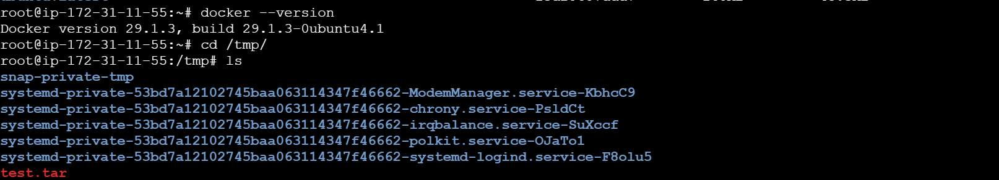 root@ip-172-31-11-55:~# docker --version
Docker version 29.1.3, build 29.1.3-0ubuntu4.1
root@ip-172-31-11-55:~# cd /tmp/
root@ip-172-31-11-55:/tmp# ls
snap-private-tmp
systemd-private-53bd7a12102745baa063114347f46662-ModemManager.service-KbhcC9
systemd-private-53bd7a12102745baa063114347f46662-chrony.service-PsldCt
systemd-private-53bd7a12102745baa063114347f46662-irqbalance.service-SuXccf
systemd-private-53bd7a12102745baa063114347f46662-polkit.service-OJaTo1
systemd-private-53bd7a12102745baa063114347f46662-systemd-logind.service-F8olu5
test.tar